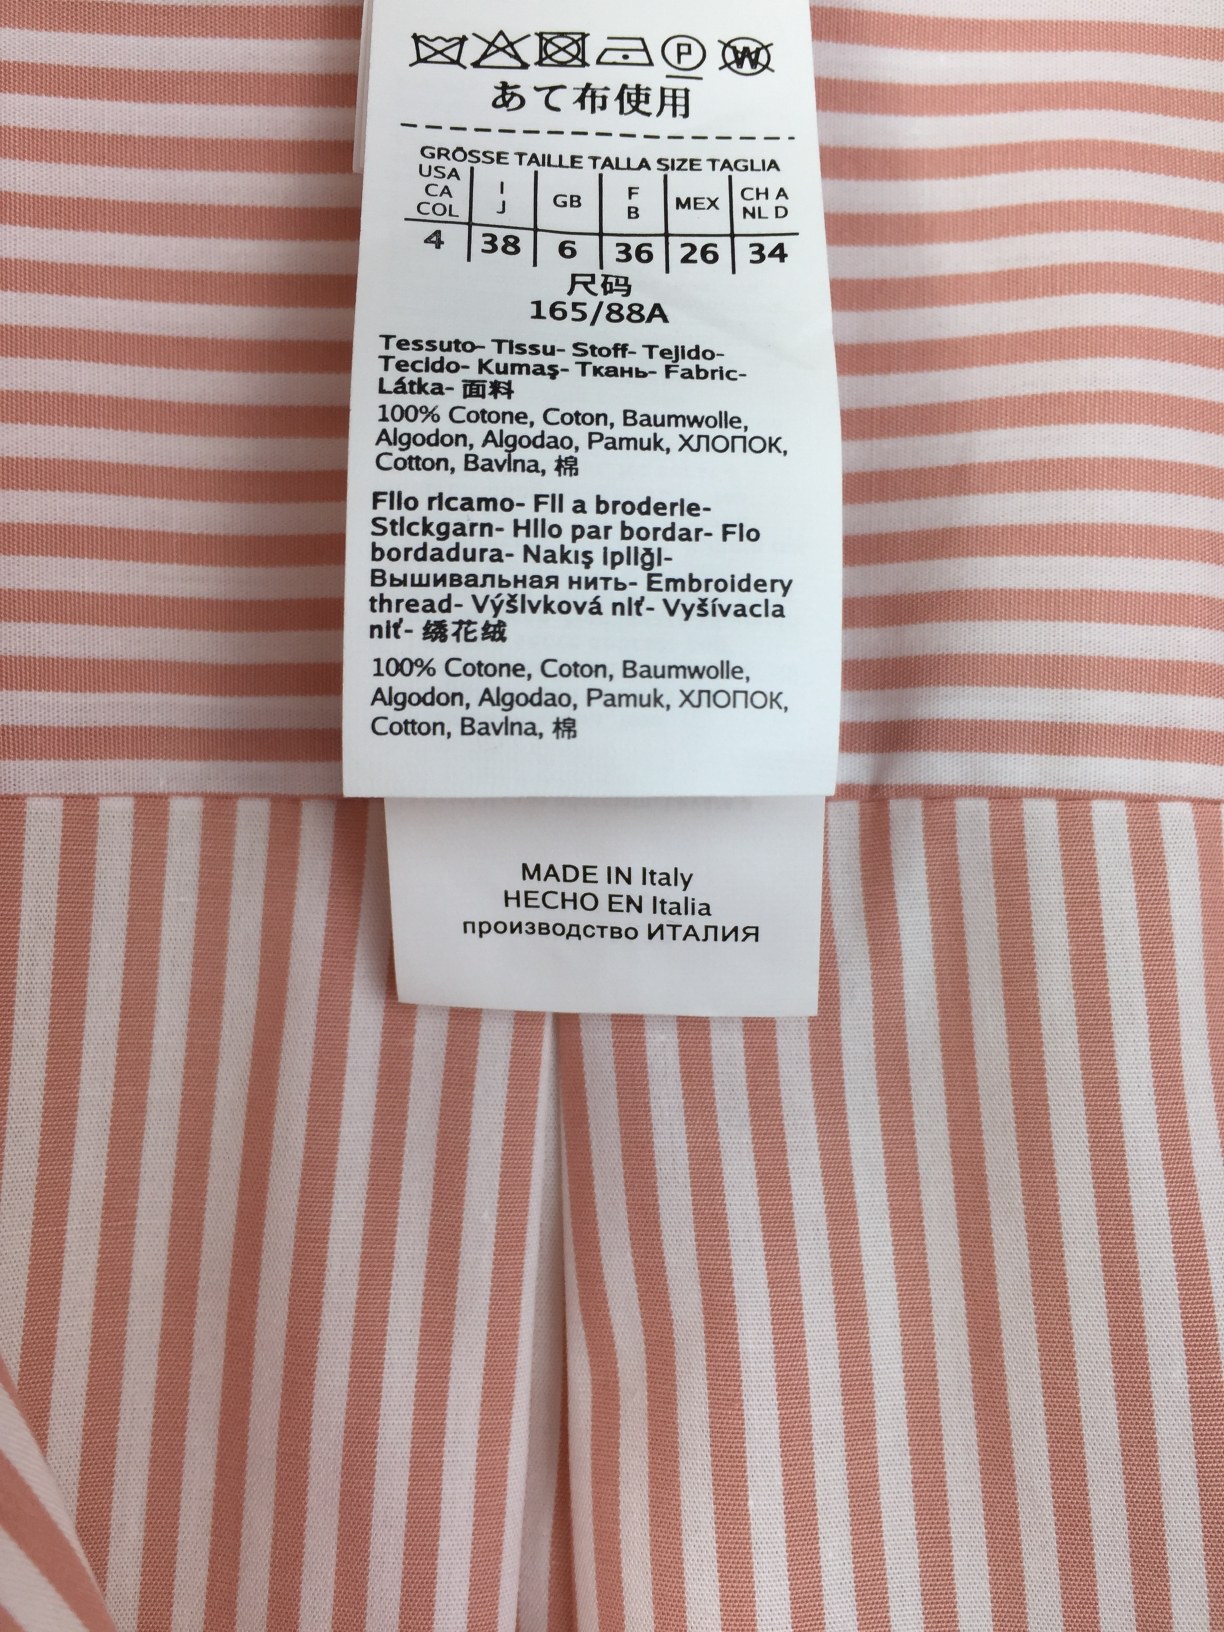 P W
あて布使用
GRÖSSE TAILLE TALLA SIZE TAGLIA
USA CA COL I J GB F B MEX CH A NL D
4 38 6 36 26 34
尺码
165/88A
Tessuto- Tissu- Stoff- Tejido-
Tecido- Kumaş- Ткань- Fabric-
Látka- 面料
100% Cotone, Coton, Baumwolle,
Algodon, Algodao, Pamuk, ХЛОПОК,
Cotton, Bavlna, 棉
Filo ricamo- Fil a broderie-
Stickgarn- Hilo par bordar- Fio
bordadura- Nakış ipliği-
Вышивальная нить- Embroidery
thread- Výšivková niť- Vyšívacia
niť- 绣花绒
100% Cotone, Coton, Baumwolle,
Algodon, Algodao, Pamuk, ХЛОПОК,
Cotton, Bavlna, 棉
MADE IN Italy
HECHO EN Italia
производство ИТАЛИЯ